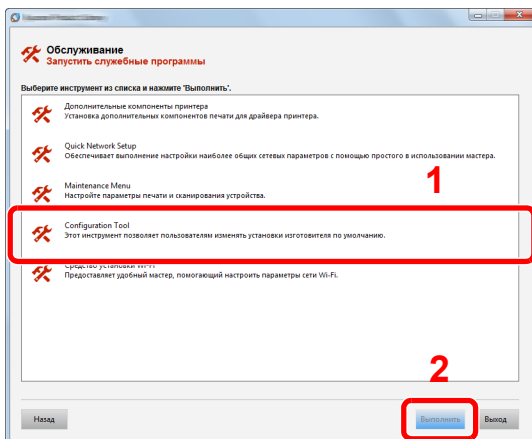 Обслуживание
Запустить служебные программы
Выберите инструмент из списка и нажмите "Выполнить".
Дополнительные компоненты принтера
Установка дополнительных компонентов печати для драйвера принтера.
Quick Network Setup
Обеспечивает выполнение настройки наиболее общих сетевых параметров с помощью простого в использовании мастера.
Maintenance Menu
Настройте параметры печати и сканирования устройства.
1
Configuration Tool
Этот инструмент позволяет пользователям изменять установки изготовителя по умолчанию.
Средство установки Wi-Fi
Предоставляет удобный мастер, помогающий настроить параметры сети Wi-Fi.
2
Назад
Выполнить
Выход